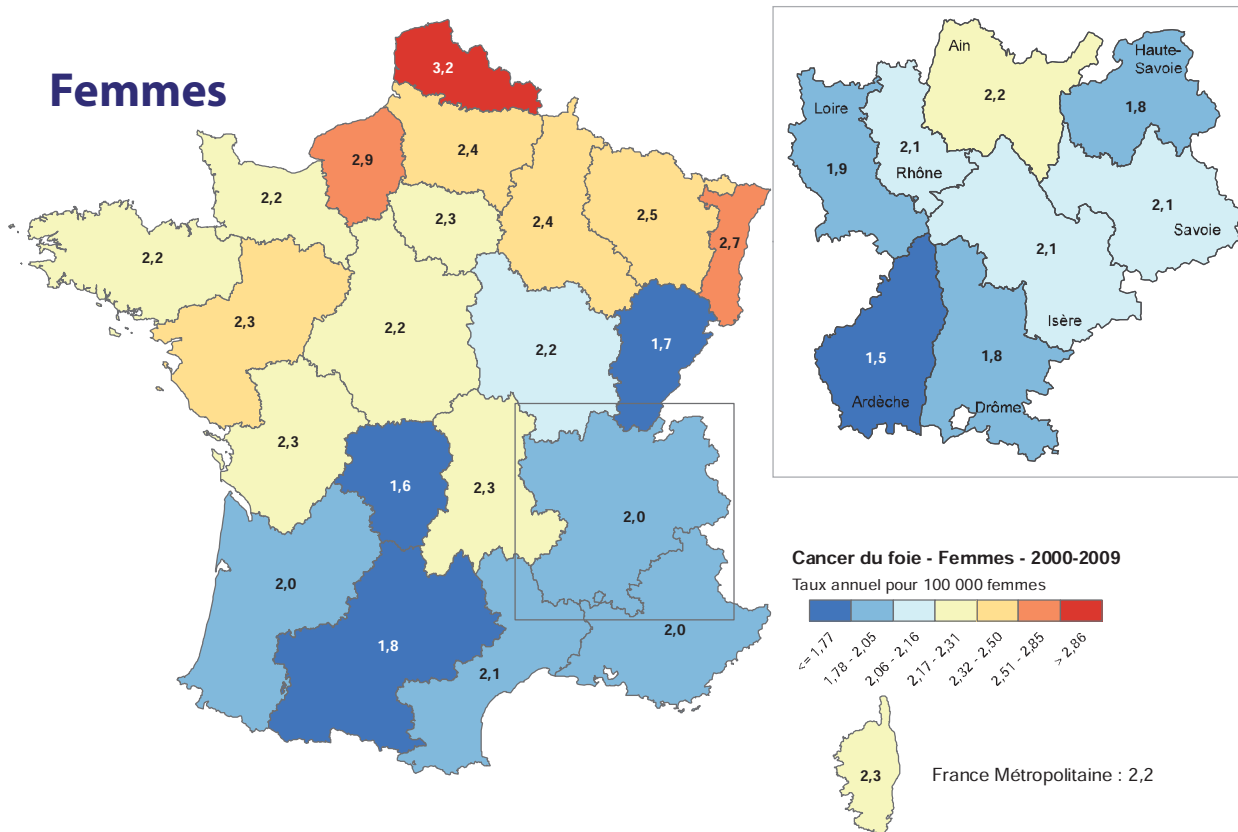 Femmes
3,2
2,9
2,4
2,2
2,3
2,4
2,5
2,7
2,2
2,3
2,2
2,2
1,7
2,3
1,6
2,3
2,0
2,0
1,8
2,1
2,0
Ain
Haute-
Savoie
2,2
1,8
Loire
2,1
Rhône
1,9
2,1
Savoie
2,1
Isère
1,5
1,8
Ardèche
Drôme
Cancer du foie - Femmes - 2000-2009
Taux annuel pour 100 000 femmes
<= 1,77
1,78 - 2,05
2,06 - 2,16
2,17 - 2,31
2,32 - 2,50
2,51 - 2,85
> 2,86
2,3
France Métropolitaine : 2,2